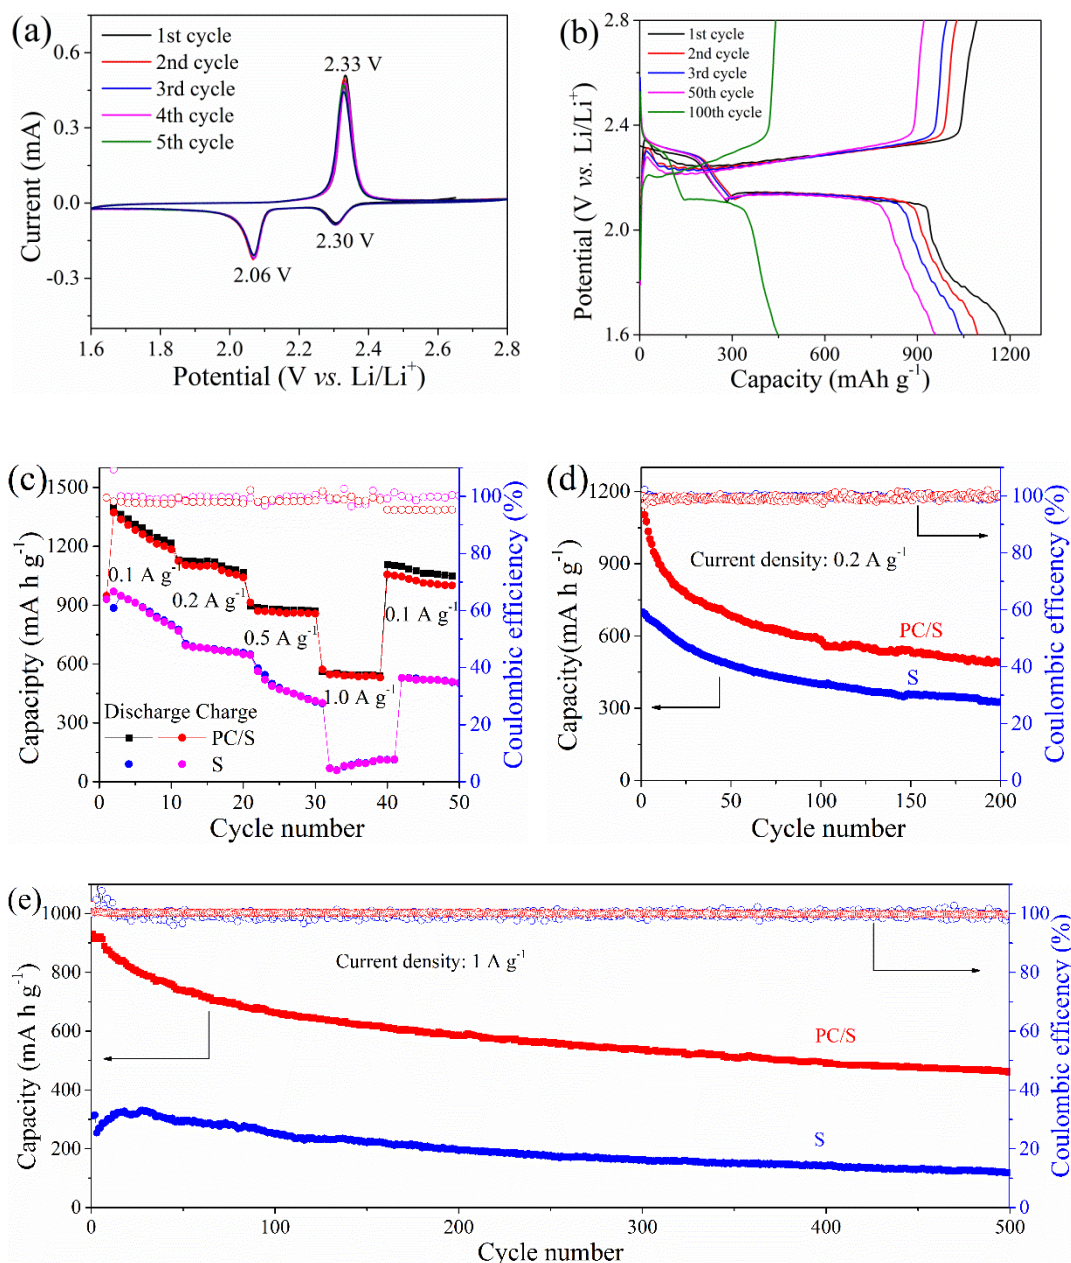 (a)
0.6
0.3
0.0
-0.3
Current (mA)
1st cycle
2nd cycle
3rd cycle
4th cycle
5th cycle
2.33 V
2.30 V
2.06 V
1.6 1.8 2.0 2.2 2.4 2.6 2.8
Potential (V vs. Li/Li⁺)
(b)
2.8
2.4
2.0
1.6
Potential (V vs. Li/Li⁺)
1st cycle
2nd cycle
3rd cycle
50th cycle
100th cycle
0 300 600 900 1200
Capacity (mAh g⁻¹)
(c)
1500
1200
900
600
300
0
Capacipty (mA h g⁻¹)
0.1 A g⁻¹
0.2 A g⁻¹
0.5 A g⁻¹
1.0 A g⁻¹
0.1 A g⁻¹
Discharge Charge
PC/S
S
100
80
60
40
20
0
Coulombic efficiency (%)
0 10 20 30 40 50
Cycle number
(d)
1200
900
600
300
0
Capacity(mA h g⁻¹)
Current density: 0.2 A g⁻¹
PC/S
S
100
80
60
40
20
0
Coulombic efficency (%)
0 50 100 150 200
Cycle number
(e)
1000
800
600
400
200
0
Capacity (mA h g⁻¹)
Current density: 1 A g⁻¹
PC/S
S
100
80
60
40
20
0
Coulombic efficency (%)
0 100 200 300 400 500
Cycle number